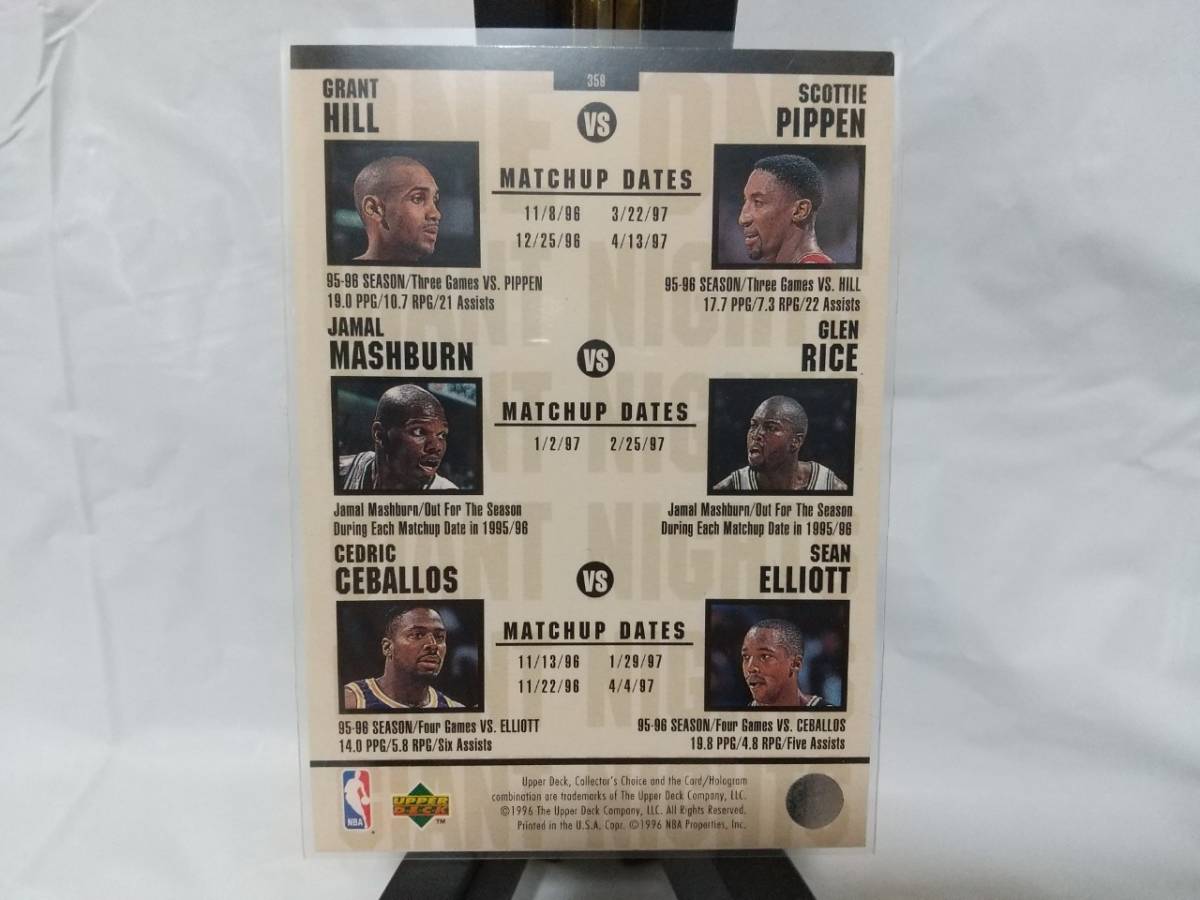 358
GRANT
HILL
VS
SCOTTIE
PIPPEN
MATCHUP DATES
11/8/96 3/22/97
12/25/96 4/13/97
95-96 SEASON/Three Games VS. PIPPEN
19.0 PPG/10.7 RPG/21 Assists
95-96 SEASON/Three Games VS. HILL
17.7 PPG/7.3 RPG/22 Assists
JAMAL
MASHBURN
VS
GLEN
RICE
MATCHUP DATES
1/2/97 2/25/97
Jamal Mashburn/Out For The Season
During Each Matchup Date in 1995/96
Jamal Mashburn/Out For The Season
During Each Matchup Date in 1995/96
CEDRIC
CEBALLOS
VS
SEAN
ELLIOTT
MATCHUP DATES
11/13/96 1/29/97
11/22/96 4/4/97
95-96 SEASON/Four Games VS. ELLIOTT
14.0 PPG/5.8 RPG/Six Assists
95-96 SEASON/Four Games VS. CEBALLOS
19.8 PPG/4.8 RPG/Five Assists
NBA
UPPER
DECK
TM
Upper Deck, Collector's Choice and the Card/Hologram
combination are trademarks of The Upper Deck Company, LLC.
©1996 The Upper Deck Company, LLC. All Rights Reserved.
Printed in the U.S.A. Copr. ©1996 NBA Properties, Inc.